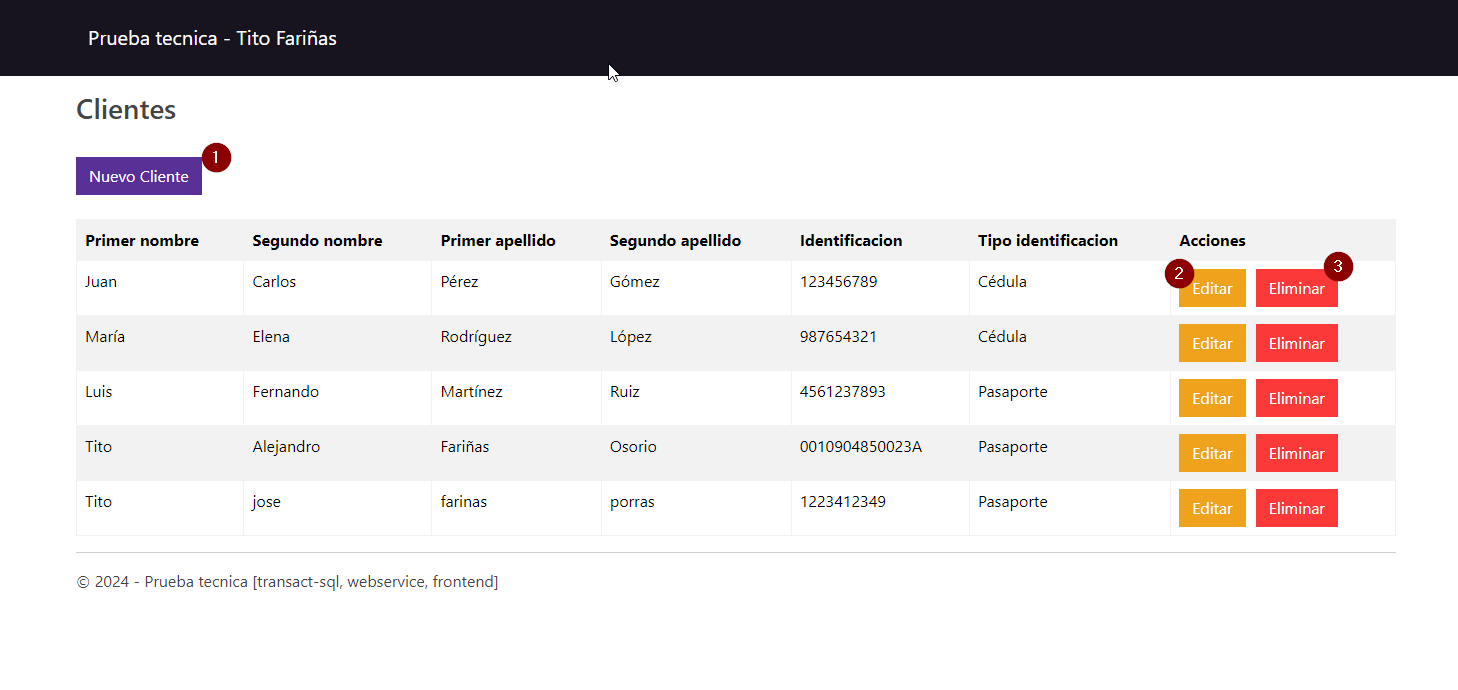 Prueba tecnica - Tito Fariñas
Clientes
1
Nuevo Cliente
Primer nombre Segundo nombre Primer apellido Segundo apellido Identificacion Tipo identificacion Acciones
2 3
Juan Carlos Pérez Gómez 123456789 Cédula Editar Eliminar
María Elena Rodríguez López 987654321 Cédula Editar Eliminar
Luis Fernando Martínez Ruiz 4561237893 Pasaporte Editar Eliminar
Tito Alejandro Fariñas Osorio 0010904850023A Pasaporte Editar Eliminar
Tito jose farinas porras 1223412349 Pasaporte Editar Eliminar
© 2024 - Prueba tecnica [transact-sql, webservice, frontend]